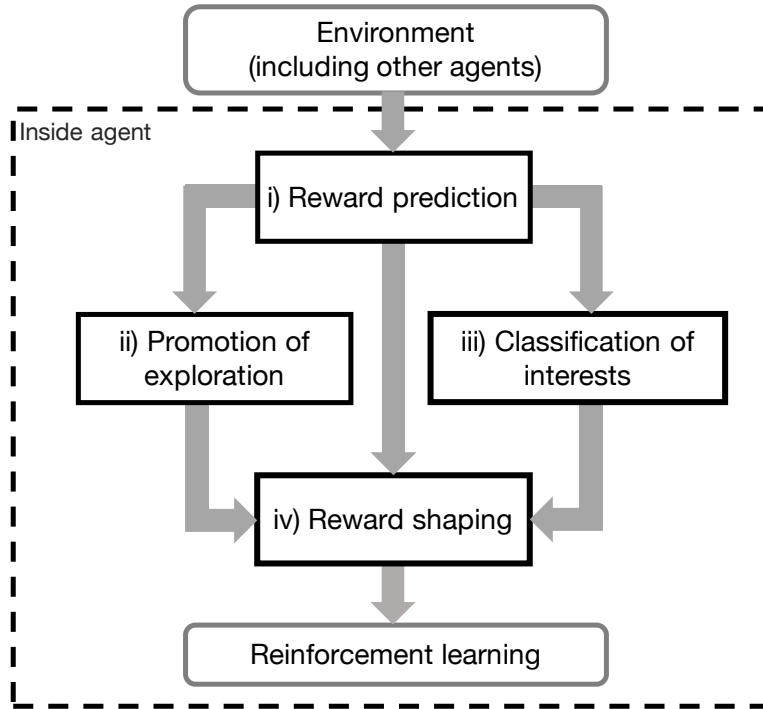 Environment
(including other agents)
Inside agent
i) Reward prediction
ii) Promotion of
exploration
iii) Classification of
interests
iv) Reward shaping
Reinforcement learning